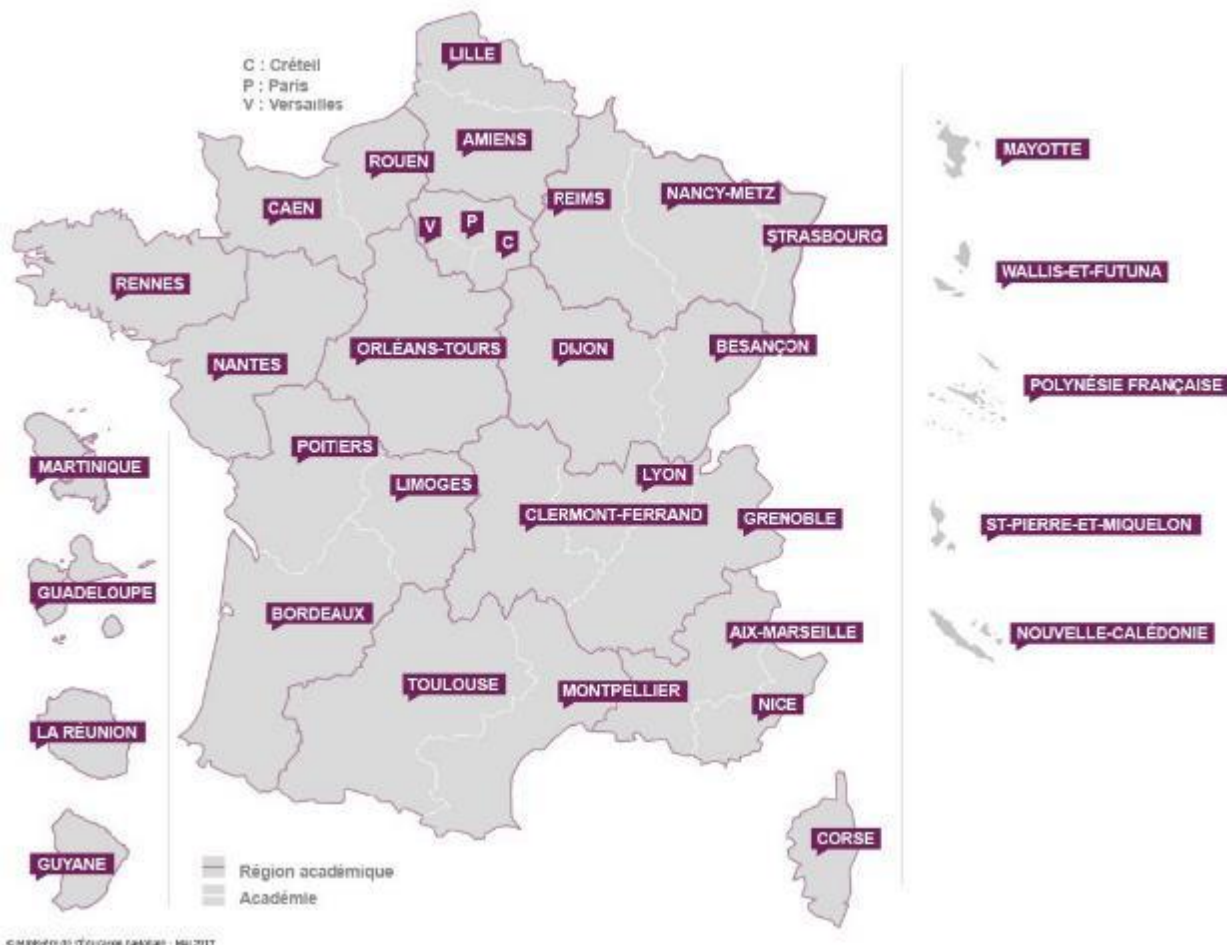 C : Créteil
P : Paris
V : Versailles
LILLE
AMIENS
ROUEN
CAEN
REIMS
NANCY-METZ
STRASBOURG
V
P
C
RENNES
NANTES
ORLÉANS-TOURS
DIJON
BESANÇON
POITIERS
LIMOGES
LYON
CLERMONT-FERRAND
GRENOBLE
BORDEAUX
AIX-MARSEILLE
TOULOUSE
MONTPELLIER
NICE
CORSE
MARTINIQUE
GUADELOUPE
LA RÉUNION
GUYANE
MAYOTTE
WALLIS-ET-FUTUNA
POLYNÉSIE FRANÇAISE
ST-PIERRE-ET-MIQUELON
NOUVELLE-CALÉDONIE
Région académique
Académie